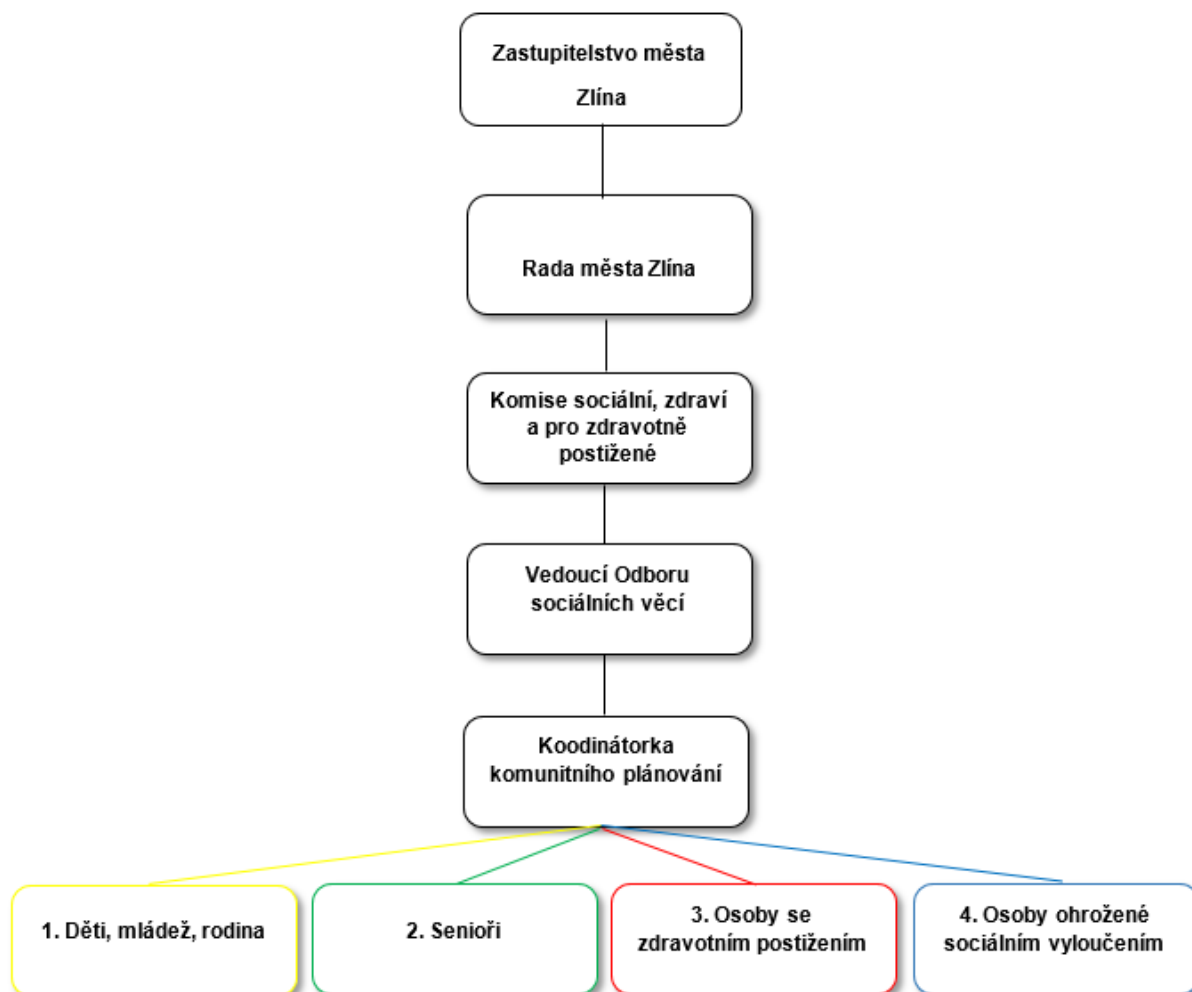 Zastupitelstvo města
Zlína
Rada města Zlína
Komise sociální, zdraví
a pro zdravotně
postižené
Vedoucí Odboru
sociálních věcí
Koodinátorka
komunitního plánování
1. Děti, mládež, rodina
2. Senioři
3. Osoby se
zdravotním postižením
4. Osoby ohrožené
sociálním vyloučením